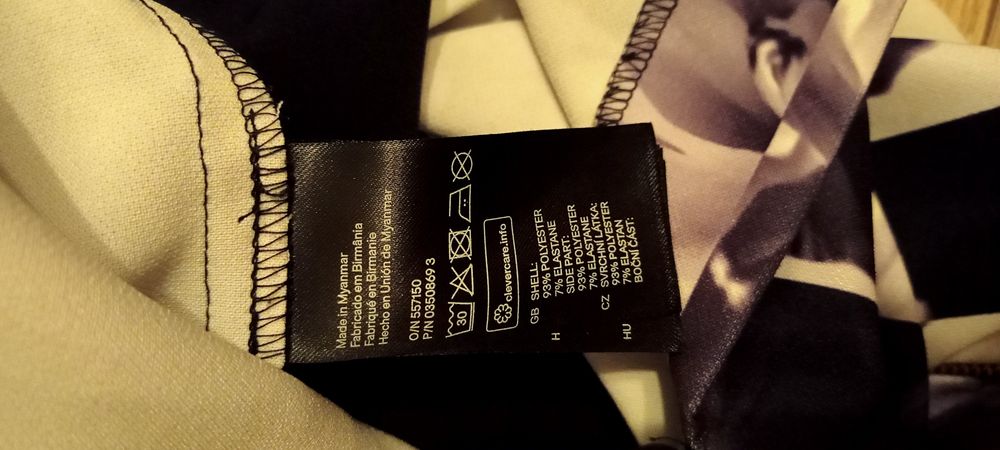 Made in Myanmar
Fabricado em Birmânia
Fabriqué en Birmanie
Hecho en Unión de Myanmar
O/N 557150
P/N 0350869 3
30
clevercare.info
GB SHELL:
93% POLYESTER
7% ELASTANE
H SIDE PART:
93% POLYESTER
7% ELASTANE
CZ SVRCHNÍ LÁTKA:
93% POLYESTER
7% ELASTAN
HU BOČNÍ ČÁST: